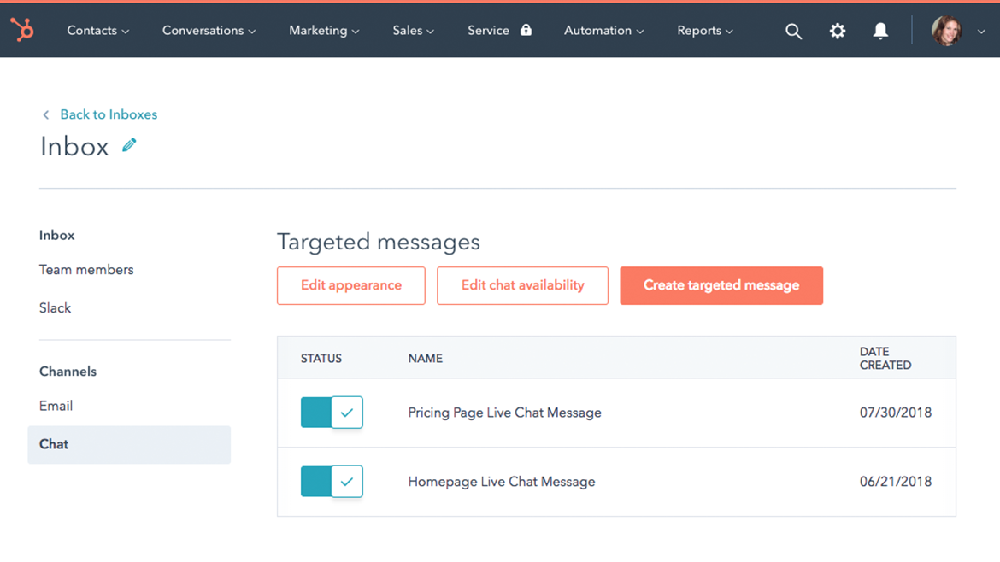 Contacts Conversations Marketing Sales Service Automation Reports
Back to Inboxes
Inbox
Inbox
Team members
Slack
Channels
Email
Chat
Targeted messages
Edit appearance Edit chat availability Create targeted message
STATUS NAME DATE CREATED
Pricing Page Live Chat Message 07/30/2018
Homepage Live Chat Message 06/21/2018